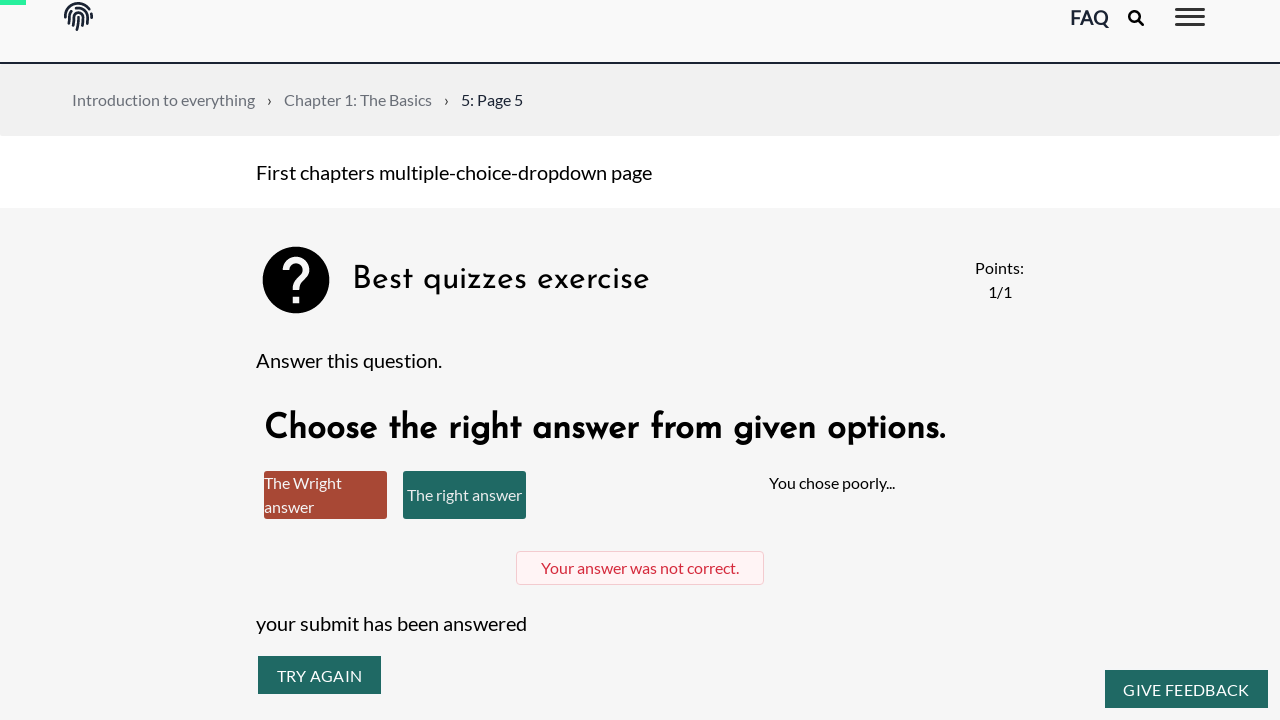 FAQ
Introduction to everything › Chapter 1: The Basics › 5: Page 5
First chapters multiple-choice-dropdown page
Best quizzes exercise
Points:
1/1
Answer this question.
Choose the right answer from given options.
The Wright
answer
The right answer
You chose poorly...
Your answer was not correct.
your submit has been answered
TRY AGAIN
GIVE FEEDBACK